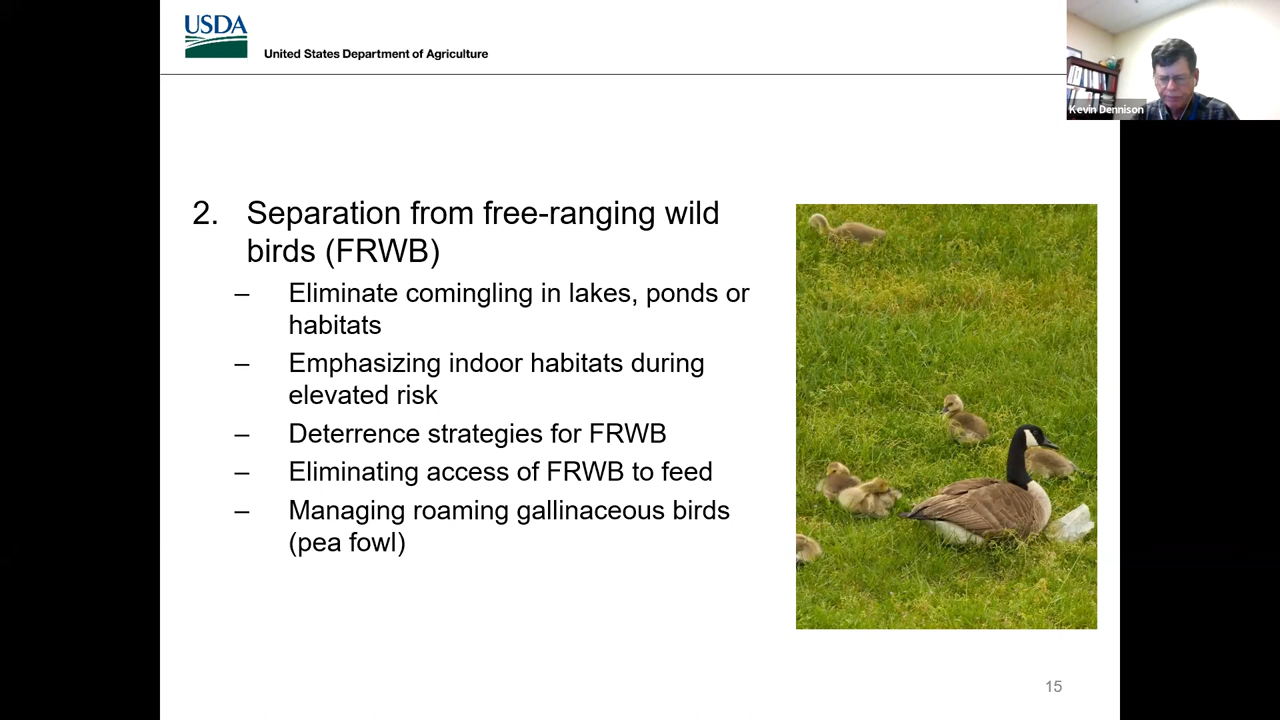 USDA
United States Department of Agriculture
Kevin Dennison
2. Separation from free-ranging wild
birds (FRWB)
– Eliminate comingling in lakes, ponds or
habitats
– Emphasizing indoor habitats during
elevated risk
– Deterrence strategies for FRWB
– Eliminating access of FRWB to feed
– Managing roaming gallinaceous birds
(pea fowl)
15